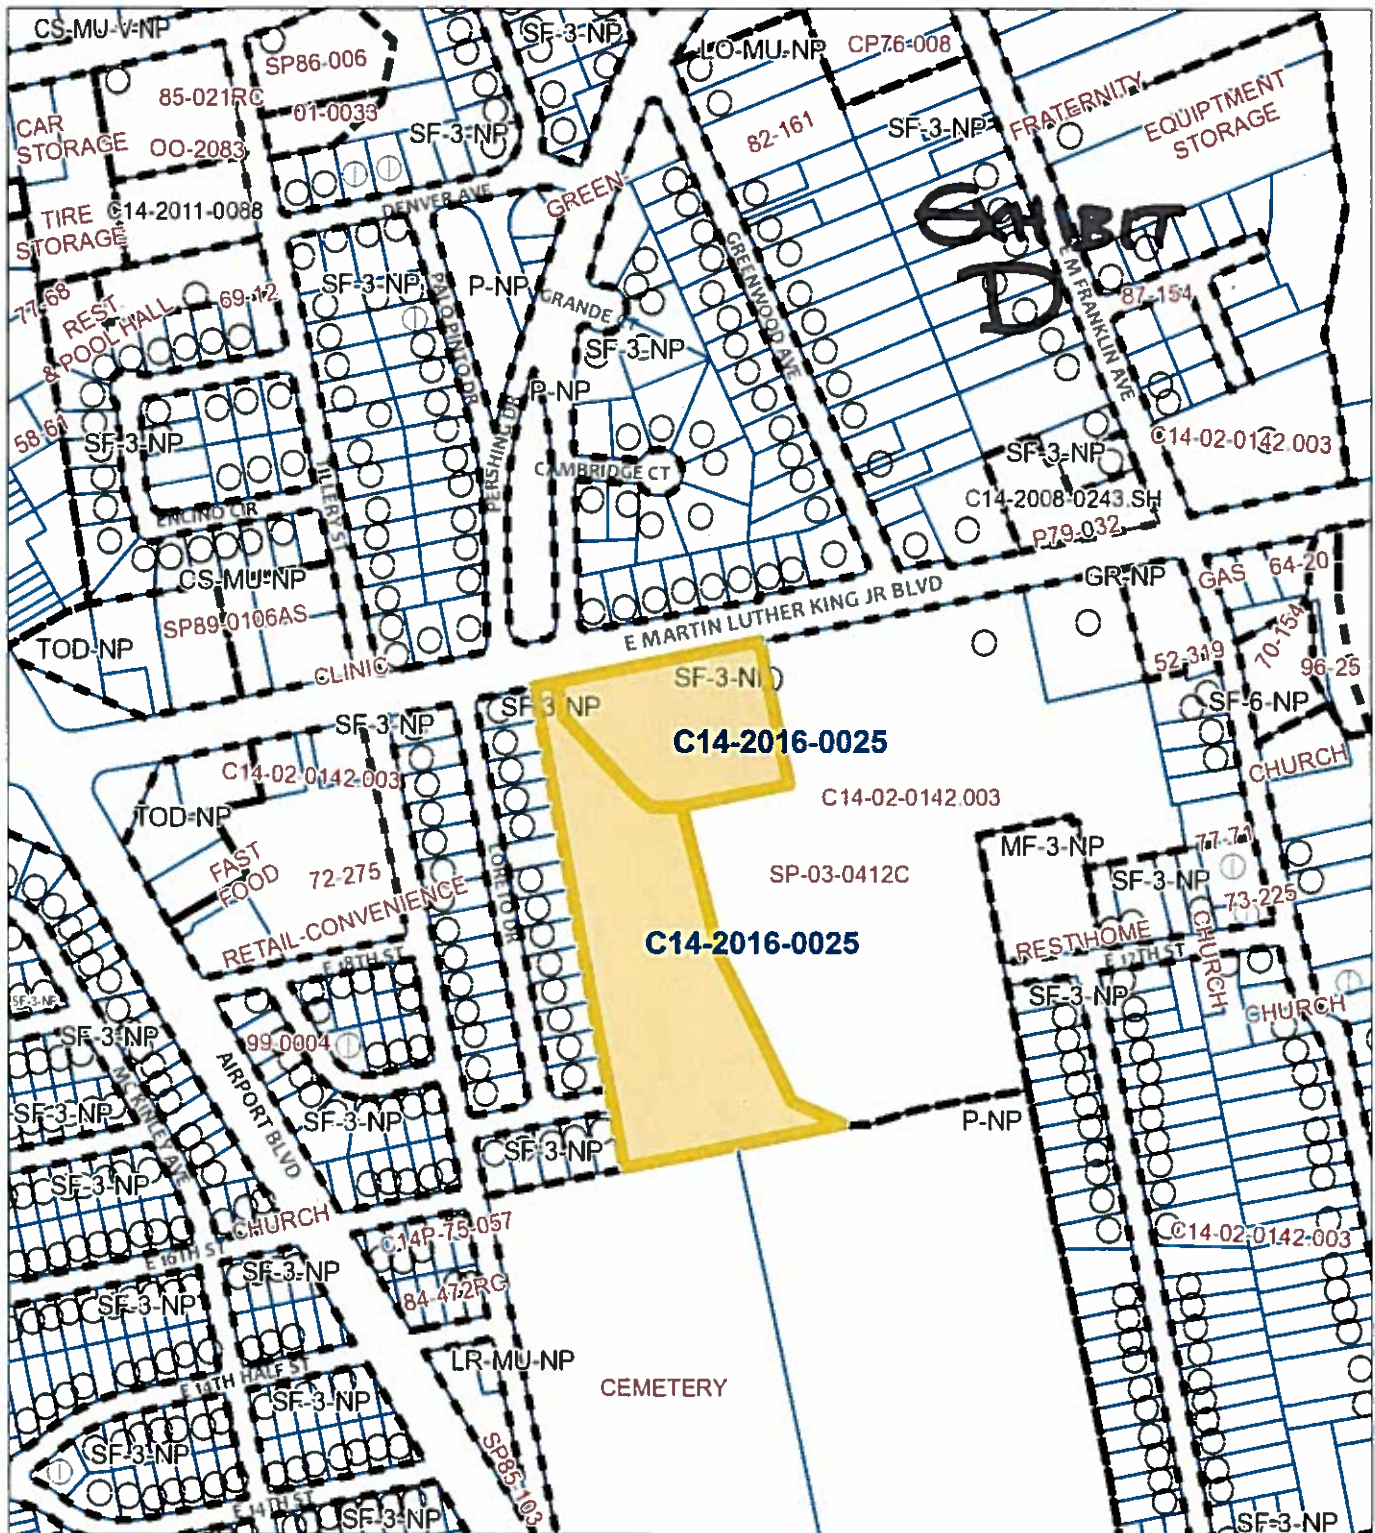 CS-MU-V-NP
SP86-006
SF-3-NP
LO-MU-NP
CP76-008
85-021RC
01-0033
CAR
STORAGE
OO-2083
SF-3-NP
82-161
SF-3-NP
FRATERNITY
EQUIPTMENT
STORAGE
DENVER AVE
GREEN
TIRE
STORAGE
C14-2011-0088
EXHIBIT
D
77-68
REST
& POOL HALL
69-12
SF-3-NP
PALO PINTO DR
P-NP
GRANDE CT
GREENWOOD AVE
E M FRANKLIN AVE
87-154
SF-3-NP
P-NP
58-61
SF-3-NP
TILLERY ST
PERSHING DR
CAMBRIDGE CT
SF-3-NP
C14-02-0142.003
ENCINO CIR
C14-2008-0243.SH
P79-032
CS-MU-NP
SP89-0106AS
TOD-NP
CLINIC
E MARTIN LUTHER KING JR BLVD
GR-NP
GAS
64-20
70-154
52-319
96-25
SF-3-NP
SF-3-NP
SF-3-NP
SF-6-NP
C14-2016-0025
C14-02-0142.003
CHURCH
C14-02-0142.003
TOD-NP
FAST
FOOD
72-275
RETAIL-CONVENIENCE
LORETO DR
SP-03-0412C
MF-3-NP
77-71
SF-3-NP
73-225
C14-2016-0025
REST HOME
CHURCH
E 17TH ST
E 18TH ST
SF-3-NP
CHURCH
SF-3-NP
SF-3-NP
99-0004
MC KINLEY AVE
AIRPORT BLVD
SF-3-NP
SF-3-NP
SF-3-NP
P-NP
SF-3-NP
CHURCH
C14P-75-057
C14-02-0142.003
E 16TH ST
SF-3-NP
84-472RC
SF-3-NP
LR-MU-NP
CEMETERY
E 14TH HALF ST
SF-3-NP
SF-3-NP
SP85-103
E 14TH ST
SF-3-NP
SF-3-NP